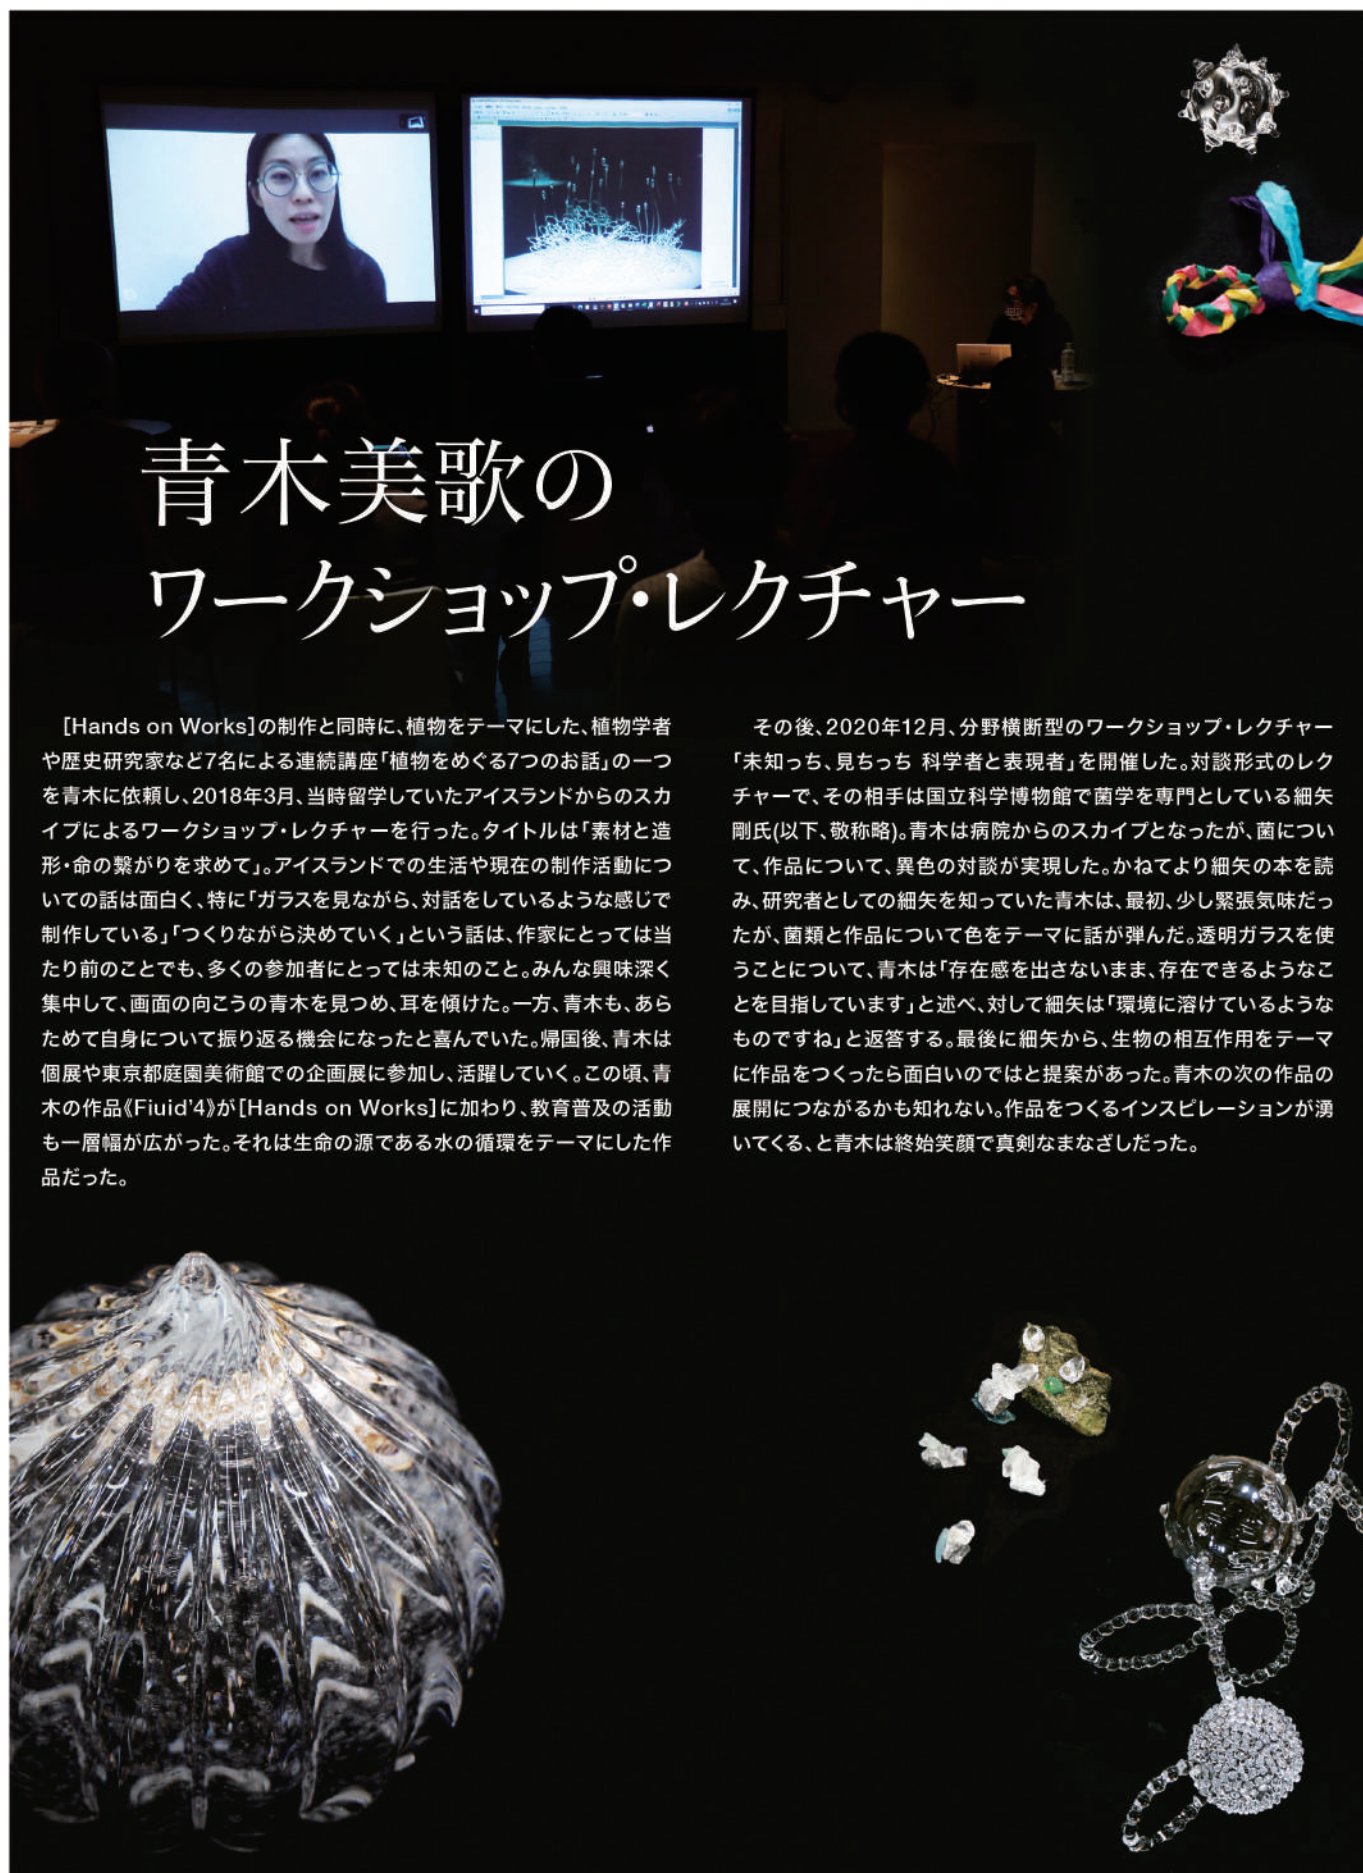 青木美歌の
ワークショップ・レクチャー
［Hands on Works］の制作と同時に、植物をテーマにした、植物学者
や歴史研究家など7名による連続講座「植物をめぐる7つのお話」の一つ
を青木に依頼し、2018年3月、当時留学していたアイスランドからのスカ
イプによるワークショップ・レクチャーを行った。タイトルは「素材と造
形・命の繋がりを求めて」。アイスランドでの生活や現在の制作活動につ
いての話は面白く、特に「ガラスを見ながら、対話をしているような感じで
制作している」「つくりながら決めていく」という話は、作家にとっては当
たり前のことでも、多くの参加者にとっては未知のこと。みんな興味深く
集中して、画面の向こうの青木を見つめ、耳を傾けた。一方、青木も、あら
ためて自身について振り返る機会になったと喜んでいた。帰国後、青木は
個展や東京都庭園美術館での企画展に参加し、活躍していく。この頃、青
木の作品《Fiuid’4》が［Hands on Works］に加わり、教育普及の活動
も一層幅が広がった。それは生命の源である水の循環をテーマにした作
品だった。
その後、2020年12月、分野横断型のワークショップ・レクチャー
「未知っち、見ちっち 科学者と表現者」を開催した。対談形式のレク
チャーで、その相手は国立科学博物館で菌学を専門としている細矢
剛氏(以下、敬称略)。青木は病院からのスカイプとなったが、菌につい
て、作品について、異色の対談が実現した。かねてより細矢の本を読
み、研究者としての細矢を知っていた青木は、最初、少し緊張気味だっ
たが、菌類と作品について色をテーマに話が弾んだ。透明ガラスを使
うことについて、青木は「存在感を出さないまま、存在できるようなこ
とを目指しています」と述べ、対して細矢は「環境に溶けているような
ものですね」と返答する。最後に細矢から、生物の相互作用をテーマ
に作品をつくったら面白いのではと提案があった。青木の次の作品の
展開につながるかも知れない。作品をつくるインスピレーションが湧
いてくる、と青木は終始笑顔で真剣なまなざしだった。